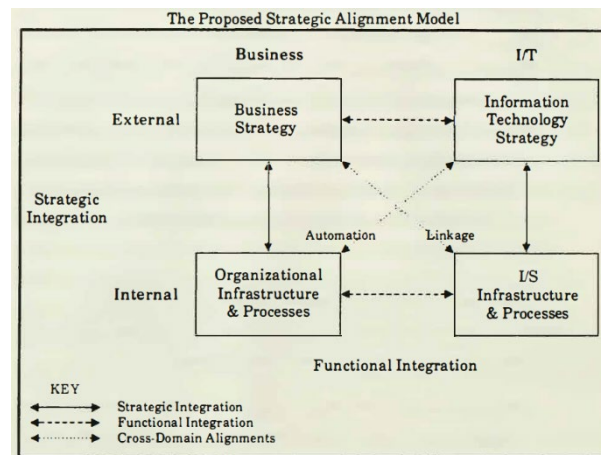 The Proposed Strategic Alignment Model
Business
I/T
External
Business
Strategy
Information
Technology
Strategy
Strategic
Integration
Automation
Linkage
Internal
Organizational
Infrastructure
& Processes
I/S
Infrastructure
& Processes
Functional Integration
KEY
Strategic Integration
Functional Integration
Cross-Domain Alignments